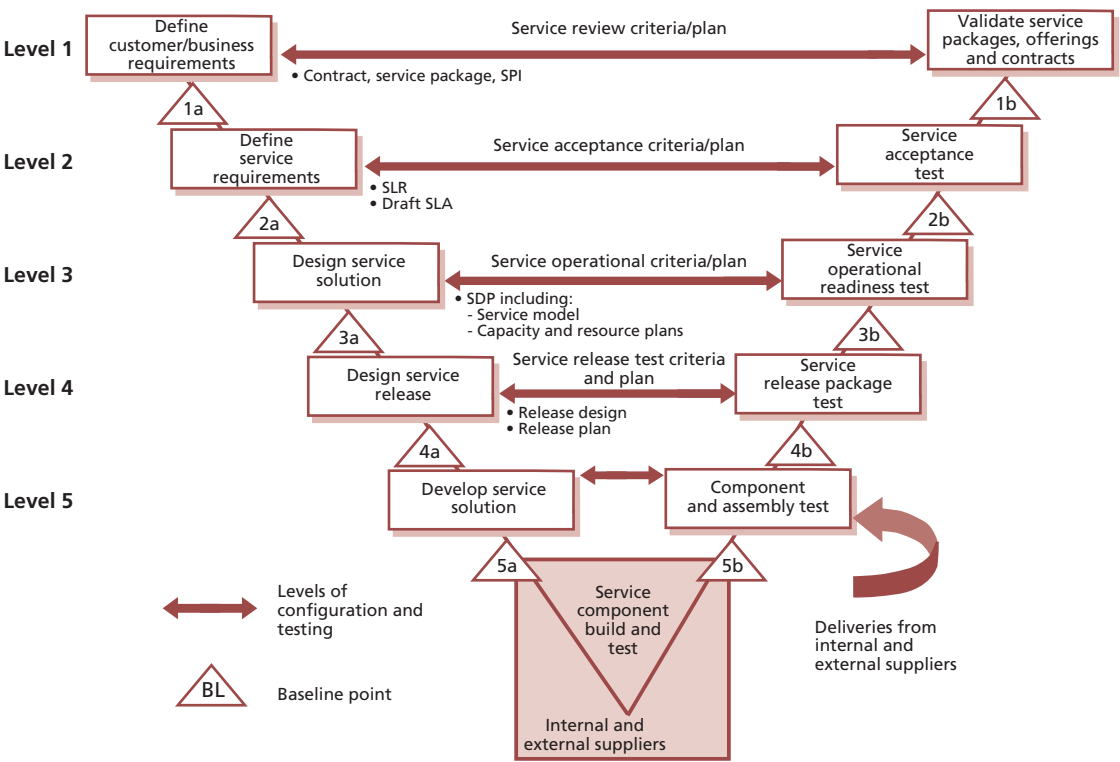 Level 1
Define
customer/business
requirements
Service review criteria/plan
• Contract, service package, SPI
Validate service
packages, offerings
and contracts
1a
1b
Level 2
Define
service
requirements
Service acceptance criteria/plan
• SLR
• Draft SLA
Service
acceptance
test
2a
2b
Level 3
Design service
solution
Service operational criteria/plan
• SDP including:
- Service model
- Capacity and resource plans
Service
operational
readiness test
3a
3b
Level 4
Design service
release
Service release test criteria
and plan
• Release design
• Release plan
Service
release package
test
4a
4b
Level 5
Develop service
solution
Component
and assembly test
5a
5b
Service
component
build and
test
Internal and
external suppliers
Deliveries from
internal and
external suppliers
Levels of
configuration and
testing
BL
Baseline point